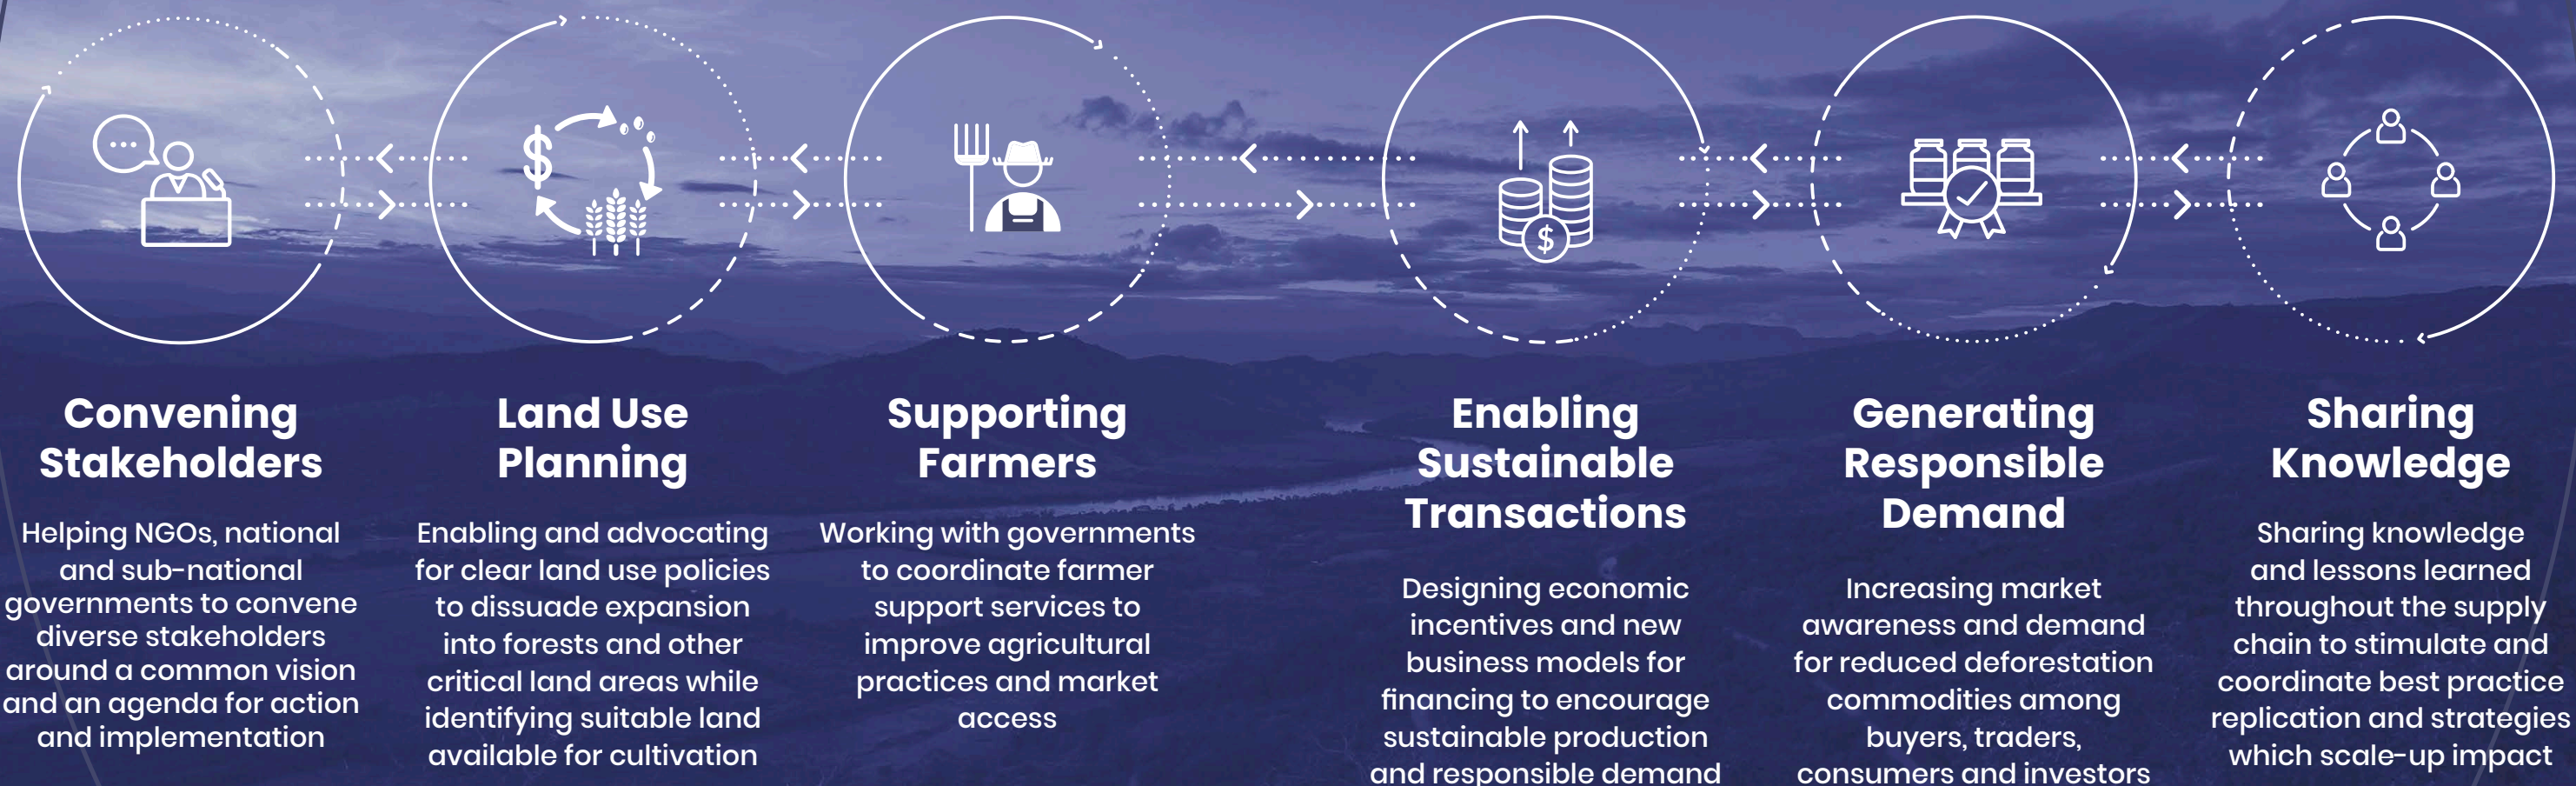 Convening
Stakeholders
Helping NGOs, national
and sub-national
governments to convene
diverse stakeholders
around a common vision
and an agenda for action
and implementation
Land Use
Planning
Enabling and advocating
for clear land use policies
to dissuade expansion
into forests and other
critical land areas while
identifying suitable land
available for cultivation
Supporting
Farmers
Working with governments
to coordinate farmer
support services to
improve agricultural
practices and market
access
Enabling
Sustainable
Transactions
Designing economic
incentives and new
business models for
financing to encourage
sustainable production
and responsible demand
Generating
Responsible
Demand
Increasing market
awareness and demand
for reduced deforestation
commodities among
buyers, traders,
consumers and investors
Sharing
Knowledge
Sharing knowledge
and lessons learned
throughout the supply
chain to stimulate and
coordinate best practice
replication and strategies
which scale-up impact
$
$